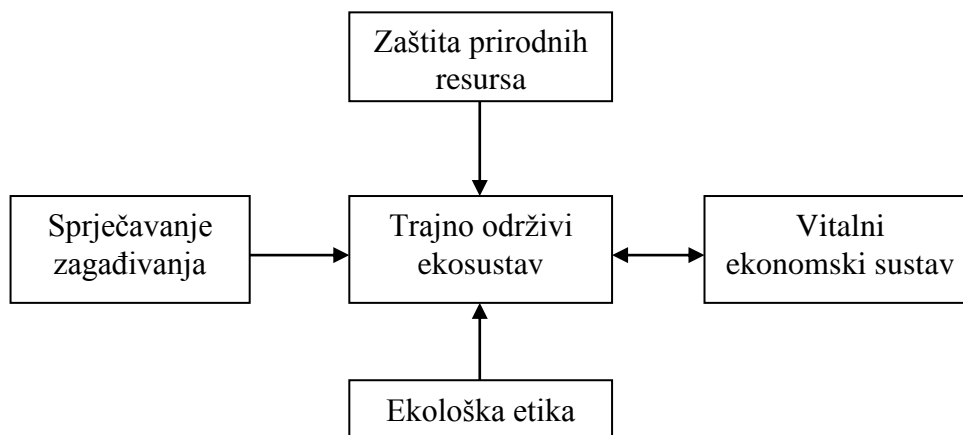 Zaštita prirodnih
resursa
Sprječavanje
zagađivanja
Trajno održivi
ekosustav
Vitalni
ekonomski sustav
Ekološka etika